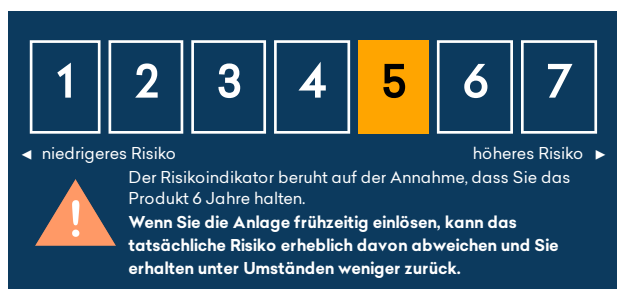 1 2 3 4 5 6 7
◄ niedrigeres Risiko höheres Risiko ►
Der Risikoindikator beruht auf der Annahme, dass Sie das
Produkt 6 Jahre halten.
Wenn Sie die Anlage frühzeitig einlösen, kann das
tatsächliche Risiko erheblich davon abweichen und Sie
erhalten unter Umständen weniger zurück.